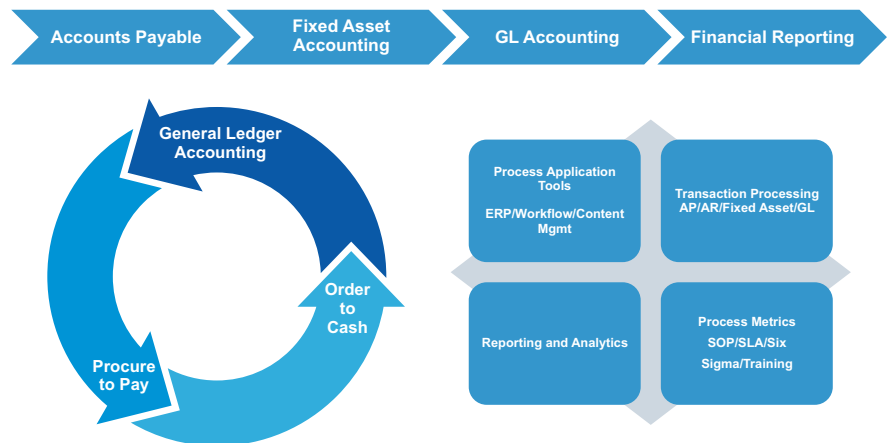 Accounts Payable
Fixed Asset
Accounting
GL Accounting
Financial Reporting
General Ledger
Accounting
Order
to
Cash
Procure
to Pay
Process Application
Tools
ERP/Workflow/Content
Mgmt
Transaction Processing
AP/AR/Fixed Asset/GL
Reporting and Analytics
Process Metrics
SOP/SLA/Six
Sigma/Training